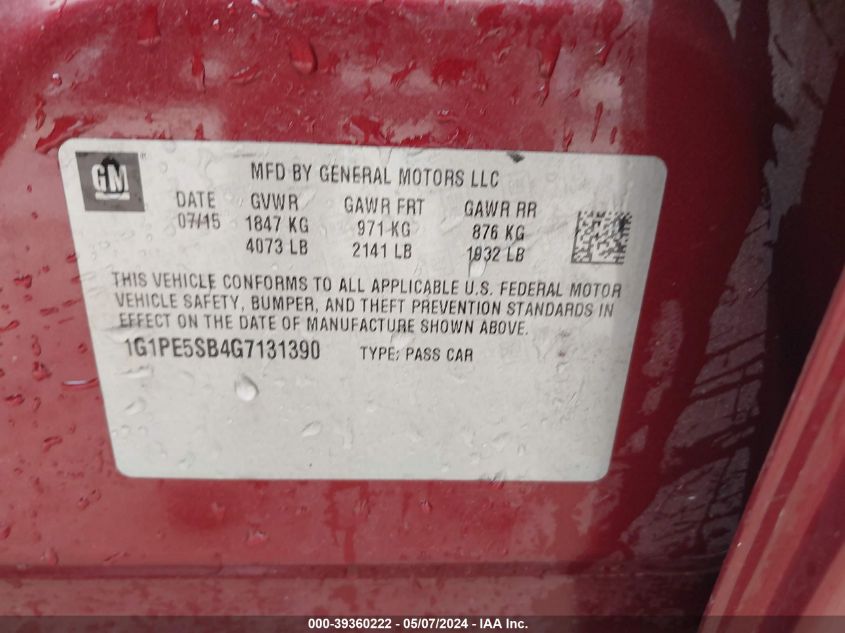 GM
MFD BY GENERAL MOTORS LLC
DATE GVWR GAWR FRT GAWR RR
07/15 1847 KG 971 KG 876 KG
4073 LB 2141 LB 1932 LB
THIS VEHICLE CONFORMS TO ALL APPLICABLE U.S. FEDERAL MOTOR
VEHICLE SAFETY, BUMPER, AND THEFT PREVENTION STANDARDS IN
EFFECT ON THE DATE OF MANUFACTURE SHOWN ABOVE.
1G1PE5SB4G7131390 TYPE: PASS CAR
000-39360222 - 05/07/2024 - IAA Inc.